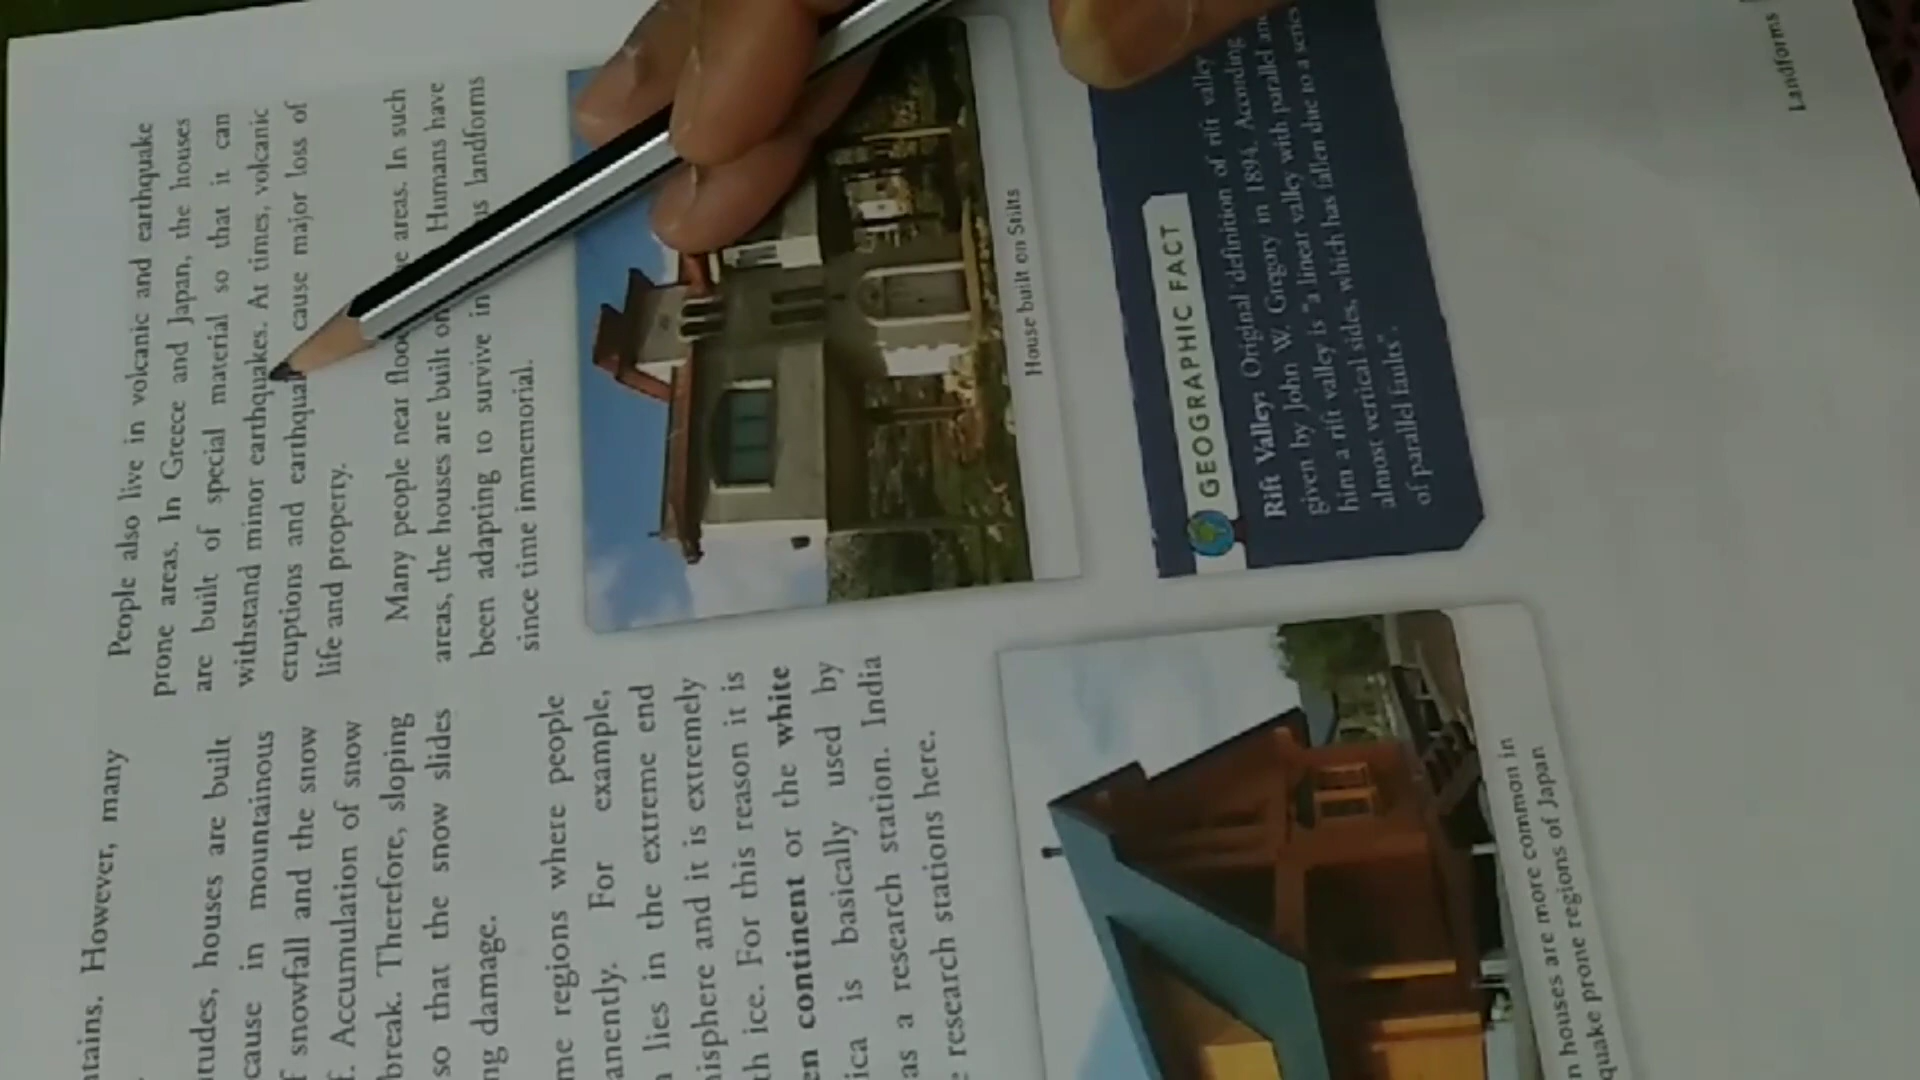 ntains. However, many
tudes, houses are built
cause in mountainous
f snowfall and the snow
f. Accumulation of snow
break. Therefore, sloping
so that the snow slides
ng damage.
me regions where people
anently. For example,
lies in the extreme end
isphere and it is extremely
th ice. For this reason it is
en continent or the white
ica is basically used by
as a research station. India
research stations here.
n houses are more common in
quake prone regions of Japan
People also live in volcanic and earthquake
prone areas. In Greece and Japan, the houses
are built of special material so that it can
withstand minor earthquakes. At times, volcanic
eruptions and earthqua cause major loss of
life and property.
Many people near floo e areas. In such
areas, the houses are built on Humans have
been adapting to survive in us landforms
since time immemorial.
House built on Stilts
GEOGRAPHIC FACT
Rift Valley: Original definition of rift valley
given by John W. Gregory in 1894. According
him a rift valley is "a linear valley with parallel and
almost vertical sides, which has fallen due to a series
of parallel faults".
Landforms